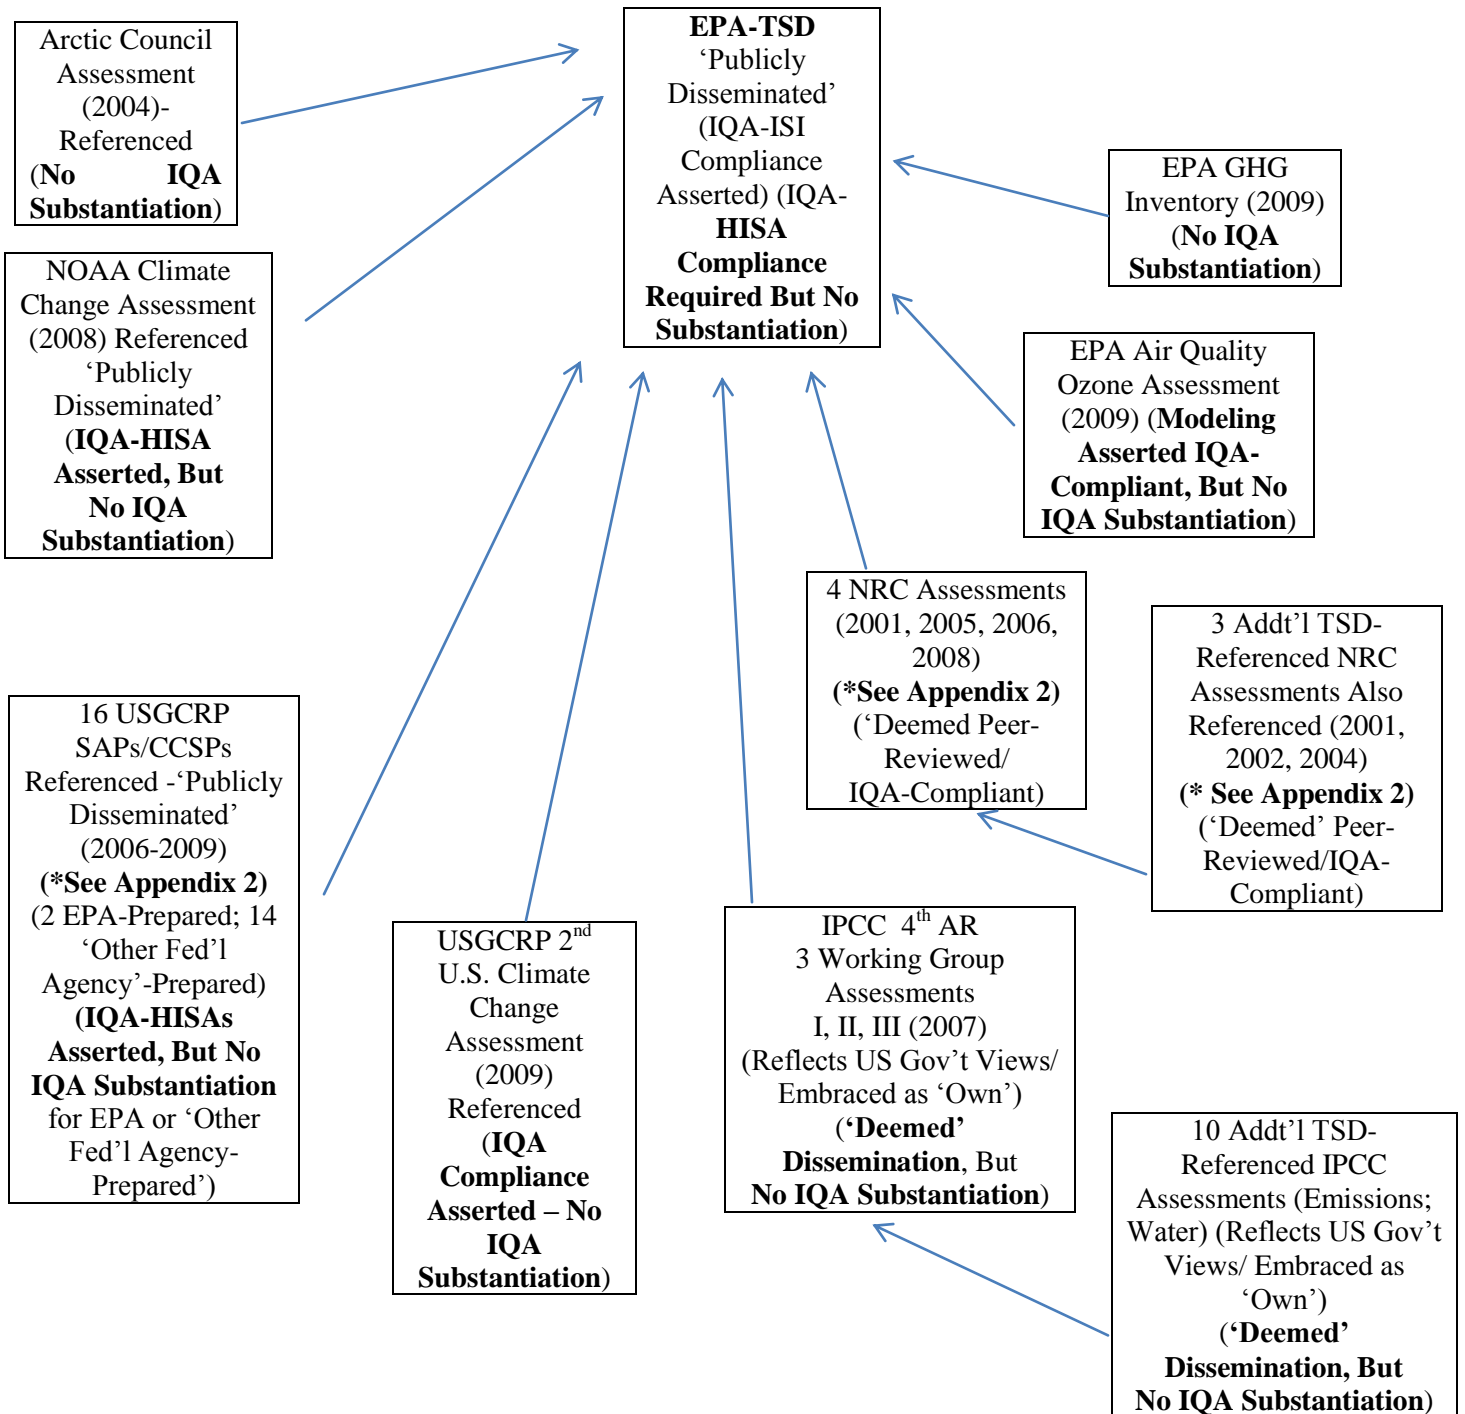 Arctic Council
Assessment
(2004)-
Referenced
(No IQA
Substantiation)
EPA-TSD
‘Publicly
Disseminated’
(IQA-ISI
Compliance
Asserted) (IQA-
HISA
Compliance
Required But No
Substantiation)
EPA GHG
Inventory (2009)
(No IQA
Substantiation)
NOAA Climate
Change Assessment
(2008) Referenced
‘Publicly
Disseminated’
(IQA-HISA
Asserted, But
No IQA
Substantiation)
EPA Air Quality
Ozone Assessment
(2009) (Modeling
Asserted IQA-
Compliant, But No
IQA Substantiation)
4 NRC Assessments
(2001, 2005, 2006,
2008)
(*See Appendix 2)
(‘Deemed Peer-
Reviewed/
IQA-Compliant)
3 Addt’l TSD-
Referenced NRC
Assessments Also
Referenced (2001,
2002, 2004)
(* See Appendix 2)
(‘Deemed’ Peer-
Reviewed/IQA-
Compliant)
16 USGCRP
SAPs/CCSPs
Referenced -‘Publicly
Disseminated’
(2006-2009)
(*See Appendix 2)
(2 EPA-Prepared; 14
‘Other Fed’l
Agency’-Prepared)
(IQA-HISAs
Asserted, But No
IQA Substantiation
for EPA or ‘Other
Fed’l Agency-
Prepared’)
USGCRP 2nd
U.S. Climate
Change
Assessment
(2009)
Referenced
(IQA
Compliance
Asserted – No
IQA
Substantiation)
IPCC 4th AR
3 Working Group
Assessments
I, II, III (2007)
(Reflects US Gov’t Views/
Embraced as ‘Own’)
(‘Deemed’
Dissemination, But
No IQA Substantiation)
10 Addt’l TSD-
Referenced IPCC
Assessments (Emissions;
Water) (Reflects US Gov’t
Views/ Embraced as
‘Own’)
(‘Deemed’
Dissemination, But
No IQA Substantiation)